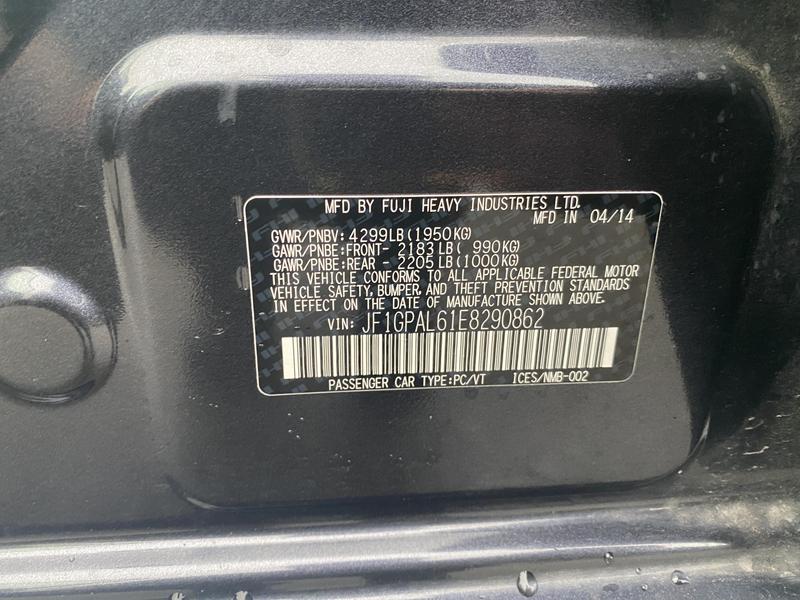 MFD BY FUJI HEAVY INDUSTRIES LTD.
MFD IN 04/14
GVWR/PNBV: 4299LB(1950KG)
GAWR/PNBE:FRONT- 2183LB( 990KG)
GAWR/PNBE:REAR - 2205LB(1000KG)
THIS VEHICLE CONFORMS TO ALL APPLICABLE FEDERAL MOTOR
VEHICLE SAFETY, BUMPER, AND THEFT PREVENTION STANDARDS
IN EFFECT ON THE DATE OF MANUFACTURE SHOWN ABOVE.
VIN: JF1GPAL61E8290862
PASSENGER CAR TYPE:PC/VT ICES/NMB-002